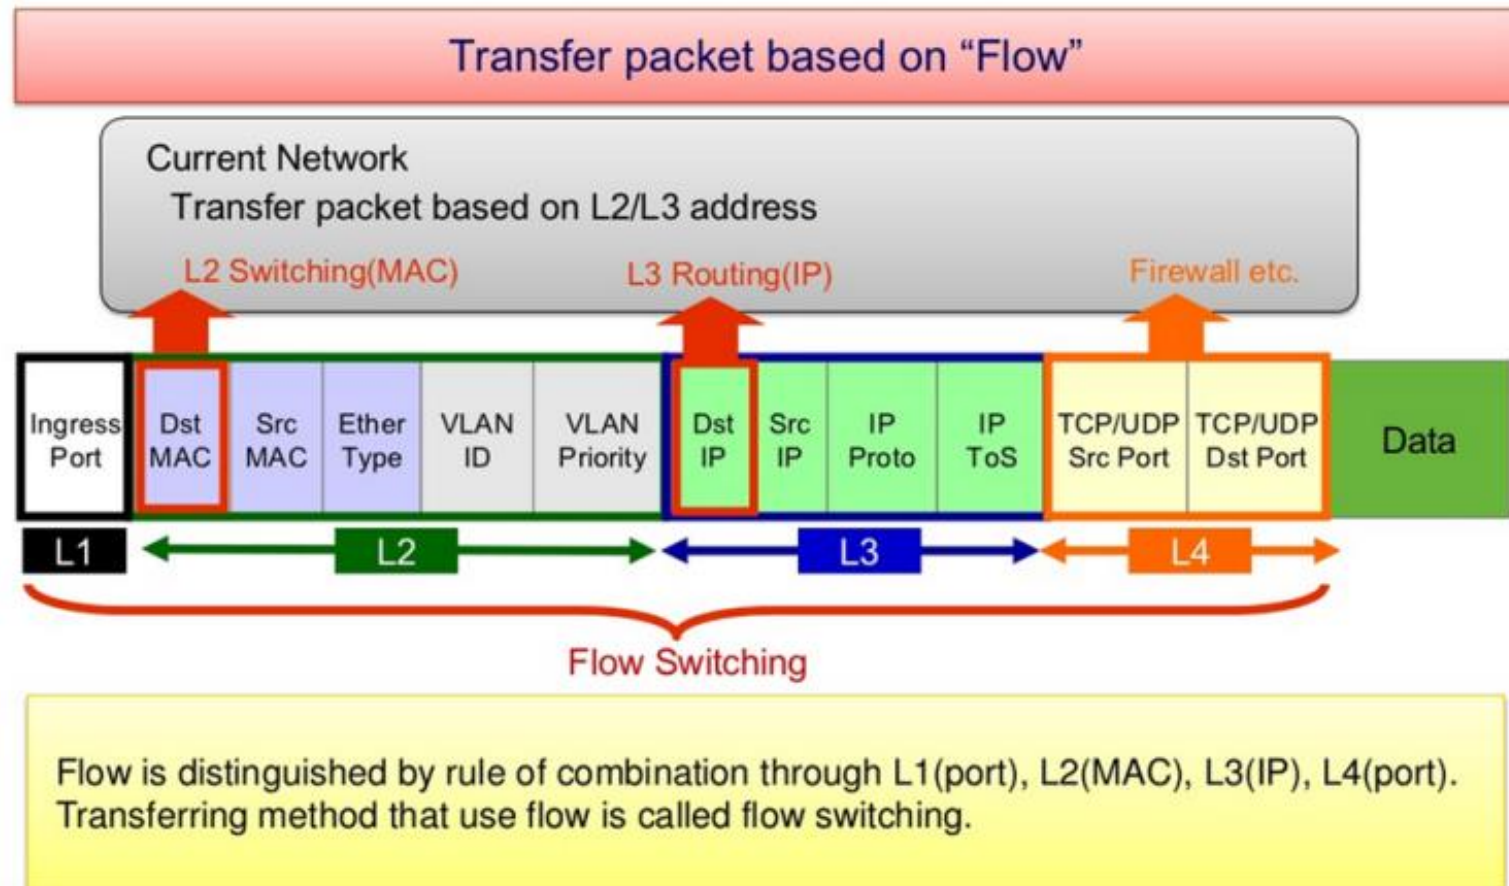 Transfer packet based on “Flow”
Current Network
Transfer packet based on L2/L3 address
L2 Switching(MAC)
L3 Routing(IP)
Firewall etc.
Ingress
Port
Dst
MAC
Src
MAC
Ether
Type
VLAN
ID
VLAN
Priority
Dst
IP
Src
IP
IP
Proto
IP
ToS
TCP/UDP
Src Port
TCP/UDP
Dst Port
Data
L1
L2
L3
L4
Flow Switching
Flow is distinguished by rule of combination through L1(port), L2(MAC), L3(IP), L4(port).
Transferring method that use flow is called flow switching.